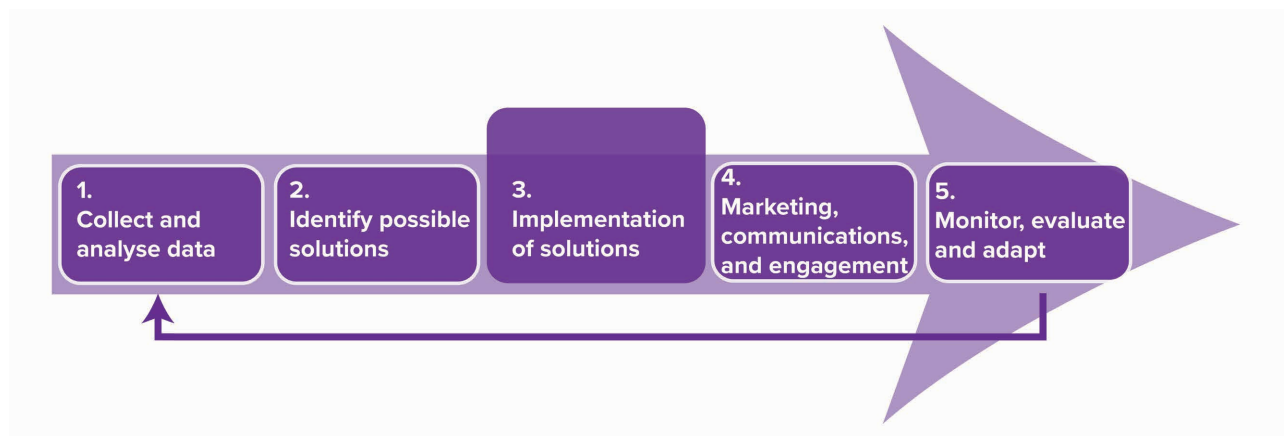 1.
Collect and
analyse data
2.
Identify possible
solutions
3.
Implementation
of solutions
4.
Marketing,
communications,
and engagement
5.
Monitor, evaluate
and adapt